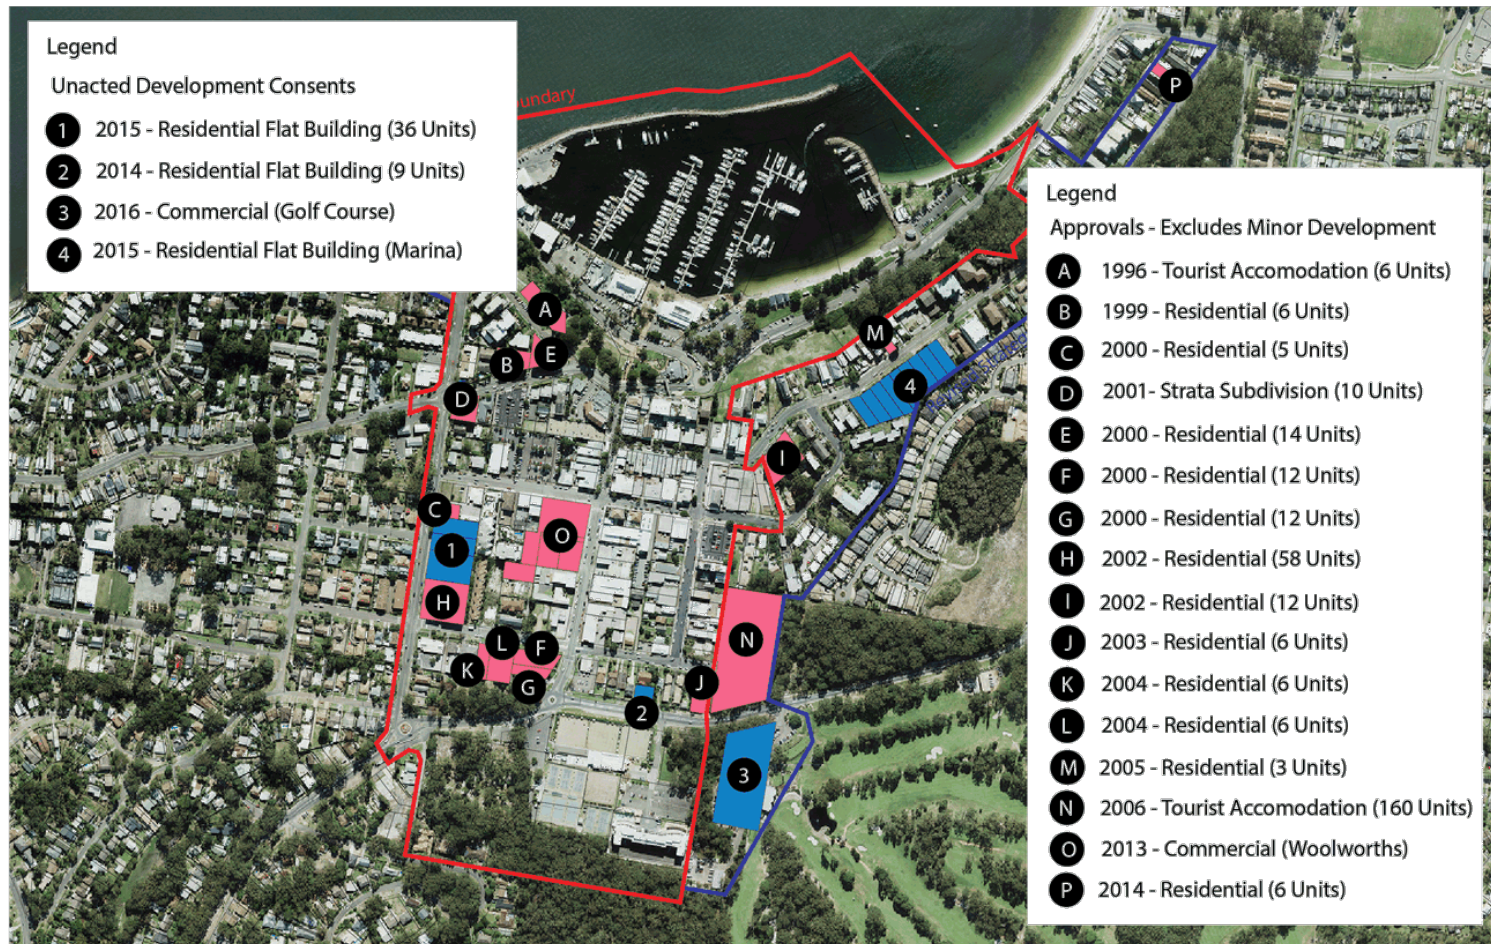 Legend
Unacted Development Consents
1 2015 - Residential Flat Building (36 Units)
2 2014 - Residential Flat Building (9 Units)
3 2016 - Commercial (Golf Course)
4 2015 - Residential Flat Building (Marina)
oundary
P
Legend
Approvals - Excludes Minor Development
A 1996 - Tourist Accomodation (6 Units)
B 1999 - Residential (6 Units)
C 2000 - Residential (5 Units)
D 2001- Strata Subdivision (10 Units)
E 2000 - Residential (14 Units)
F 2000 - Residential (12 Units)
G 2000 - Residential (12 Units)
H 2002 - Residential (58 Units)
I 2002 - Residential (12 Units)
J 2003 - Residential (6 Units)
K 2004 - Residential (6 Units)
L 2004 - Residential (6 Units)
M 2005 - Residential (3 Units)
N 2006 - Tourist Accomodation (160 Units)
O 2013 - Commercial (Woolworths)
P 2014 - Residential (6 Units)
A
M
B
E
D
4
I
C
1
O
H
L
F
N
K
G
J
2
3